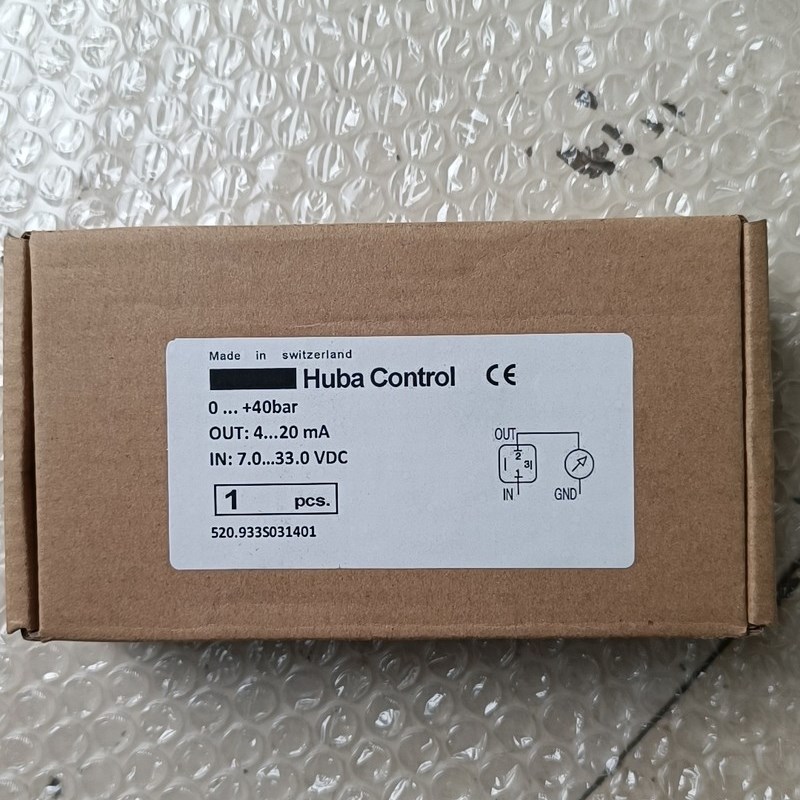 Made in switzerland
Huba Control CE
0 ... +40bar
OUT: 4...20 mA
IN: 7.0...33.0 VDC
1 pcs.
520.933S031401
OUT
2
3
1
IN GND